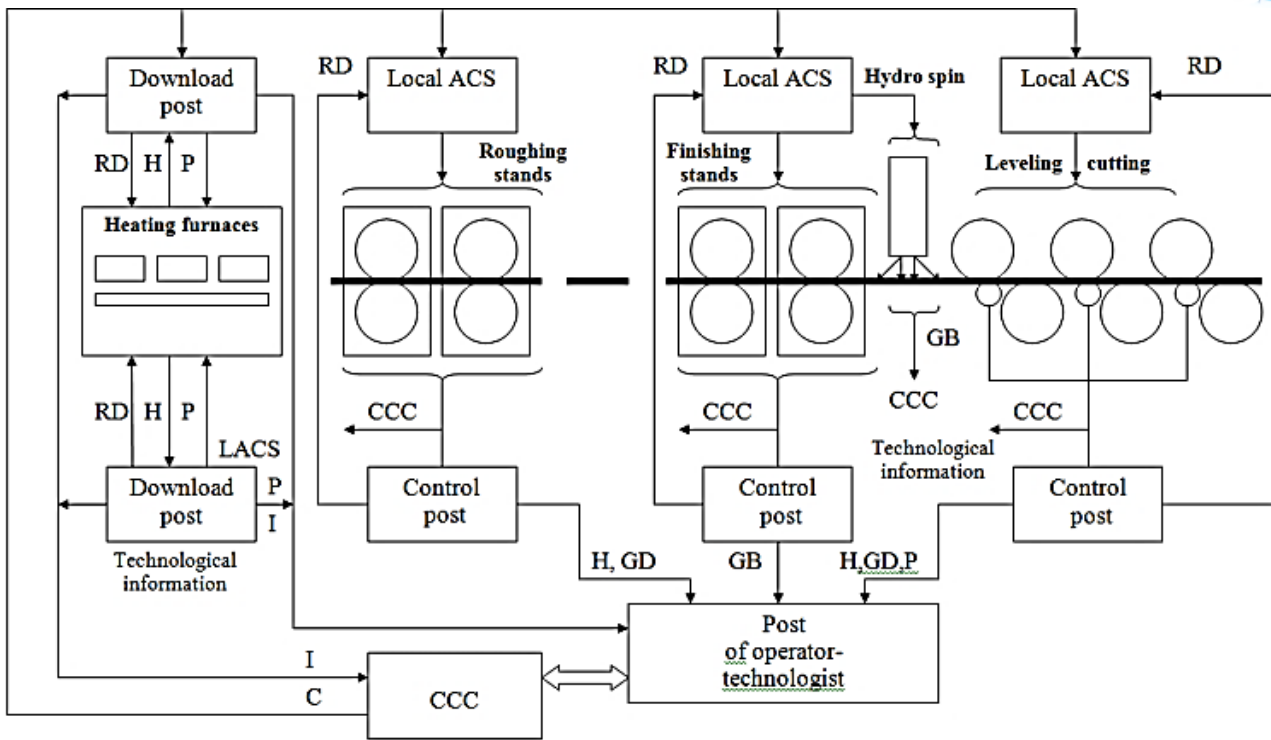 RD
RD
Hydro spin
RD
Download
post
Local ACS
Local ACS
Local ACS
RD H P
Roughing
stands
Finishing
stands
Leveling cutting
Heating furnaces
GB
CCC
RD H P
CCC
CCC
CCC
LACS
Technological
information
Download
post
P
I
Control
post
Control
post
Control
post
Technological
information
H, GD
GB
H,GD,P
Post
of operator-
technologist
I
C
CCC